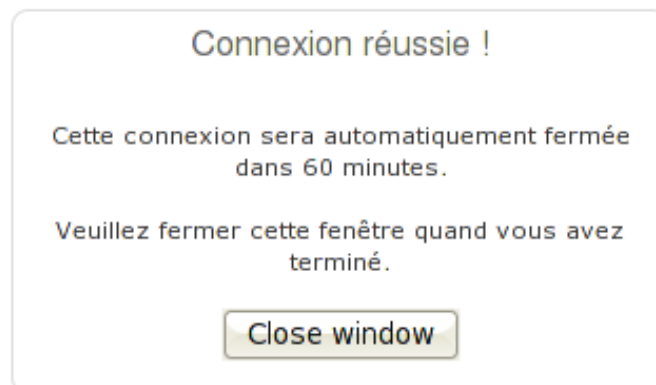 Connexion réussie !
Cette connexion sera automatiquement fermée
dans 60 minutes.
Veuillez fermer cette fenêtre quand vous avez
terminé.
Close window